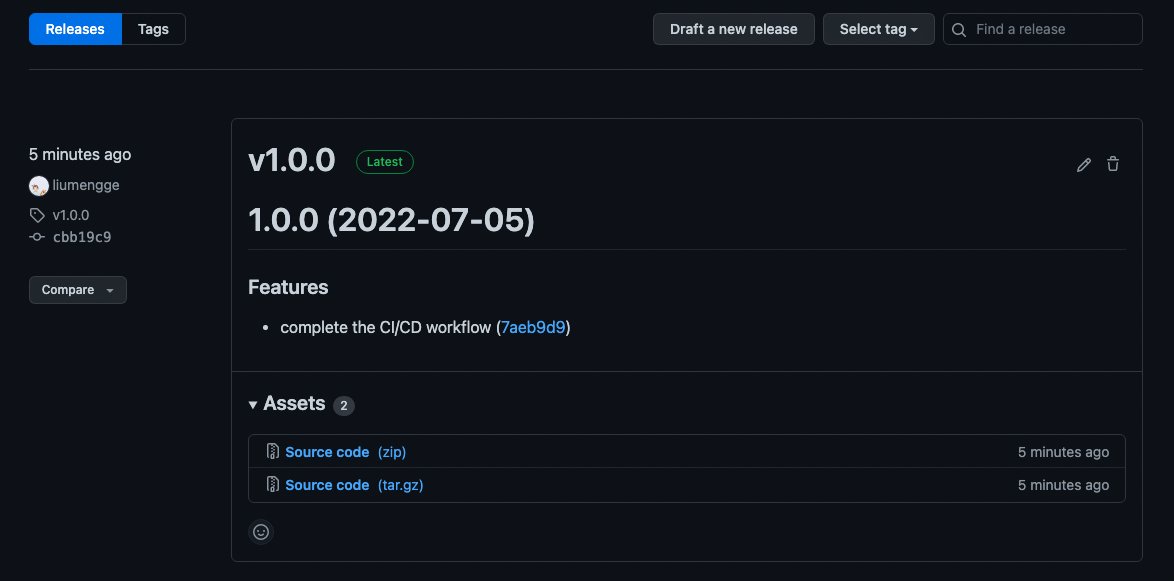 Releases Tags Draft a new release Select tag Find a release
5 minutes ago
liumengge
v1.0.0
cbb19c9
Compare
v1.0.0 Latest
1.0.0 (2022-07-05)
Features
• complete the CI/CD workflow (7aeb9d9)
Assets 2
Source code (zip) 5 minutes ago
Source code (tar.gz) 5 minutes ago